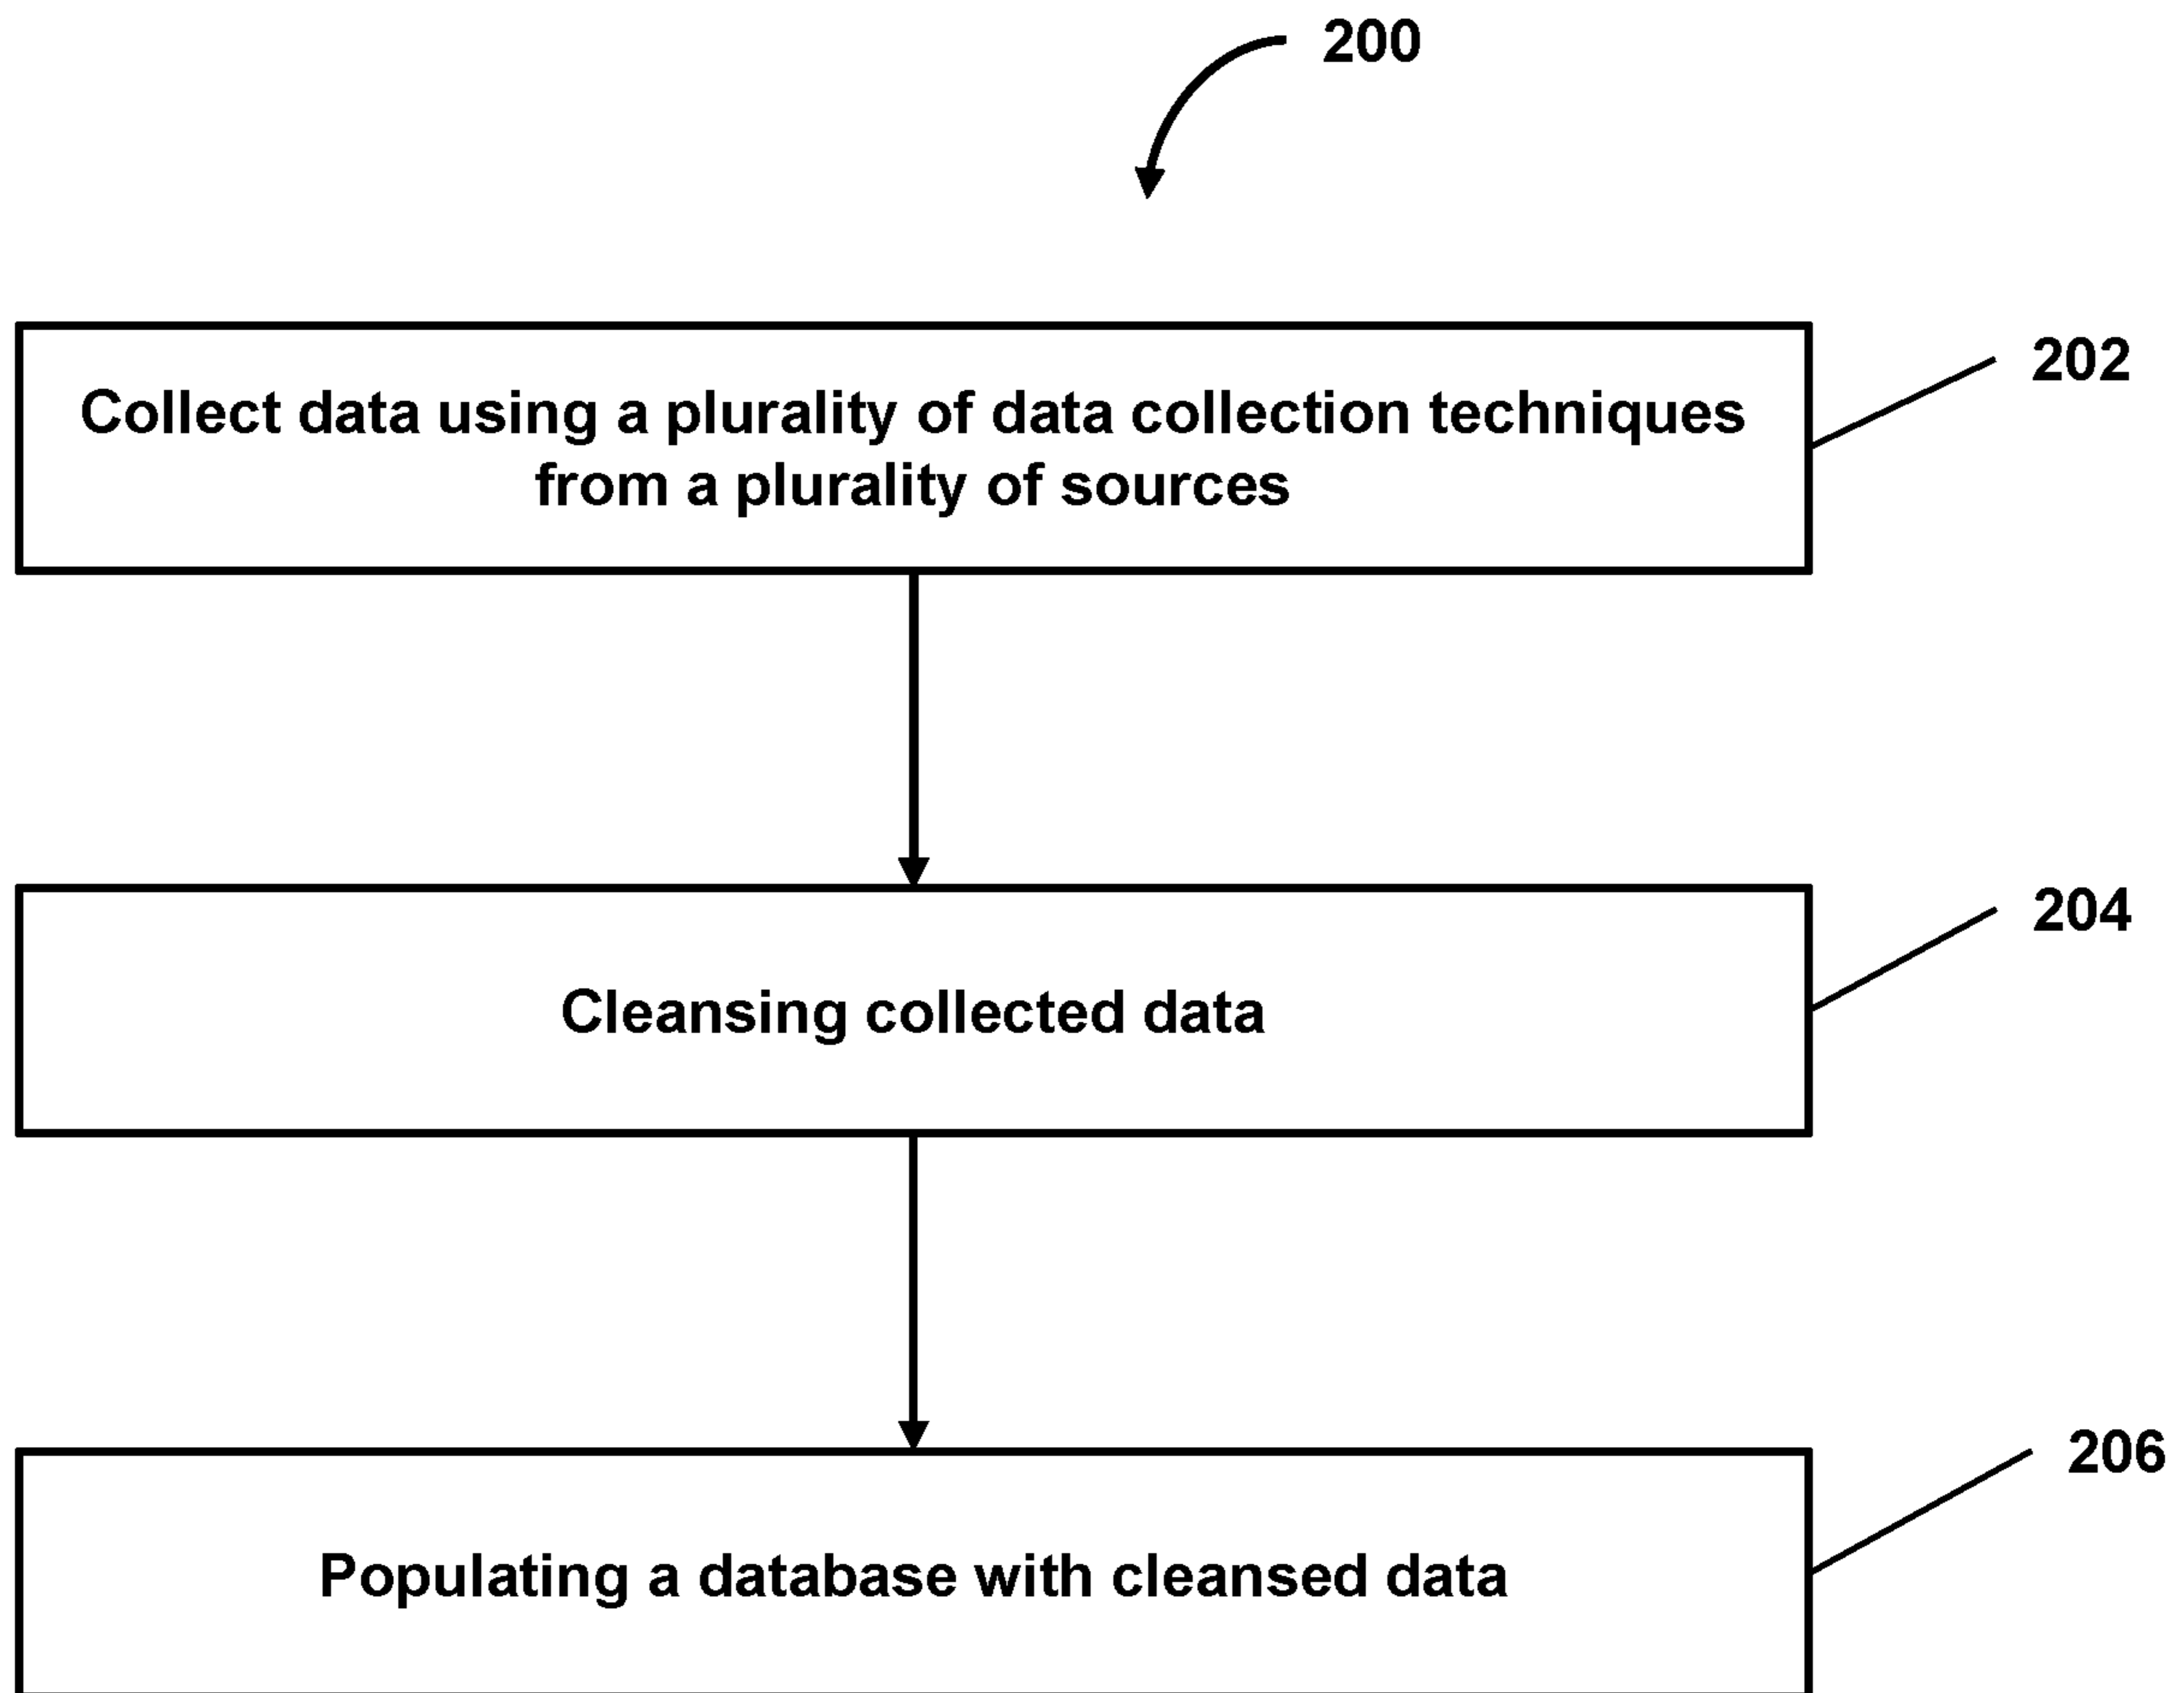 200
Collect data using a plurality of data collection techniques
from a plurality of sources
202
Cleansing collected data
204
Populating a database with cleansed data
206